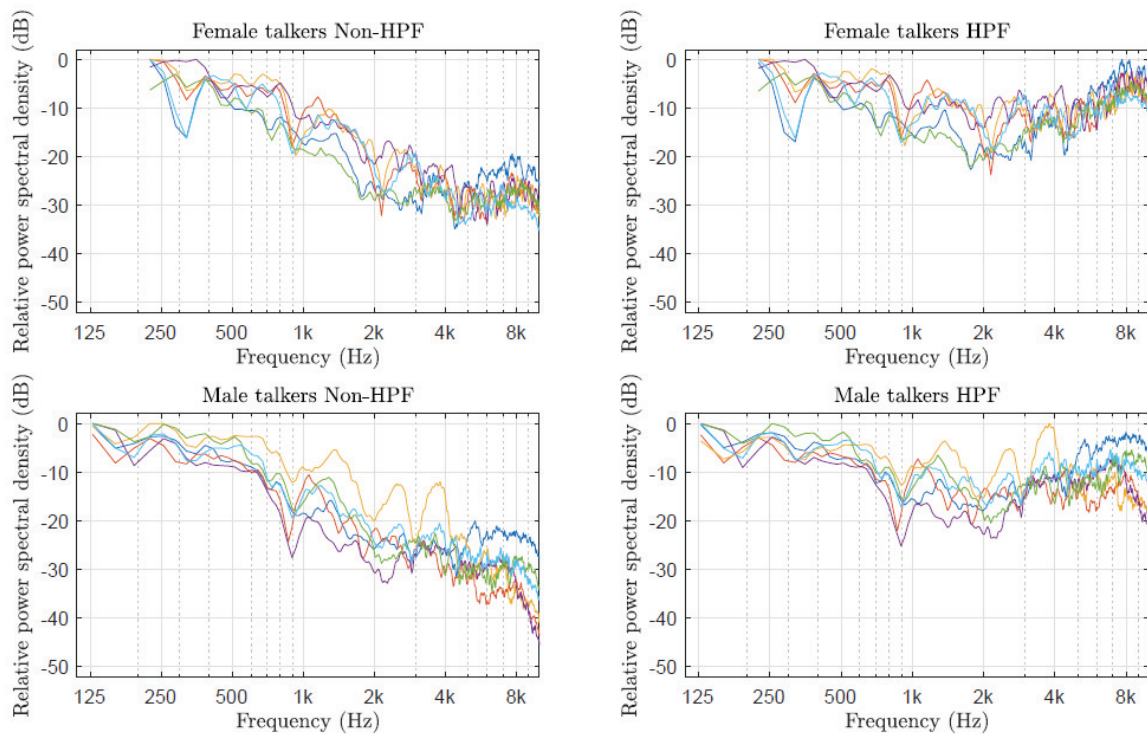 Female talkers Non-HPF
Relative power spectral density (dB)
0
-10
-20
-30
-40
-50
125 250 500 1k 2k 4k 8k
Frequency (Hz)
Female talkers HPF
Relative power spectral density (dB)
0
-10
-20
-30
-40
-50
125 250 500 1k 2k 4k 8k
Frequency (Hz)
Male talkers Non-HPF
Relative power spectral density (dB)
0
-10
-20
-30
-40
-50
125 250 500 1k 2k 4k 8k
Frequency (Hz)
Male talkers HPF
Relative power spectral density (dB)
0
-10
-20
-30
-40
-50
125 250 500 1k 2k 4k 8k
Frequency (Hz)